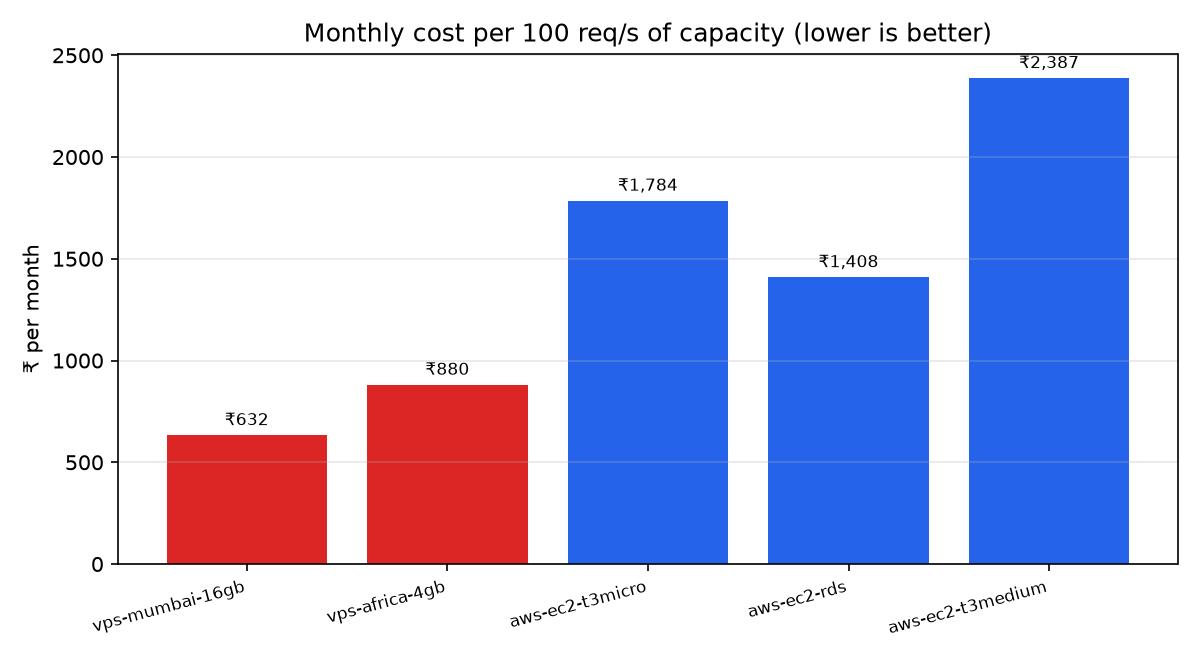 Monthly cost per 100 req/s of capacity (lower is better)
₹ per month
2500
2000
1500
1000
500
0
₹632
₹880
₹1,784
₹1,408
₹2,387
vps-mumbai-16gb
vps-africa-4gb
aws-ec2-t3micro
aws-ec2-rds
aws-ec2-t3medium